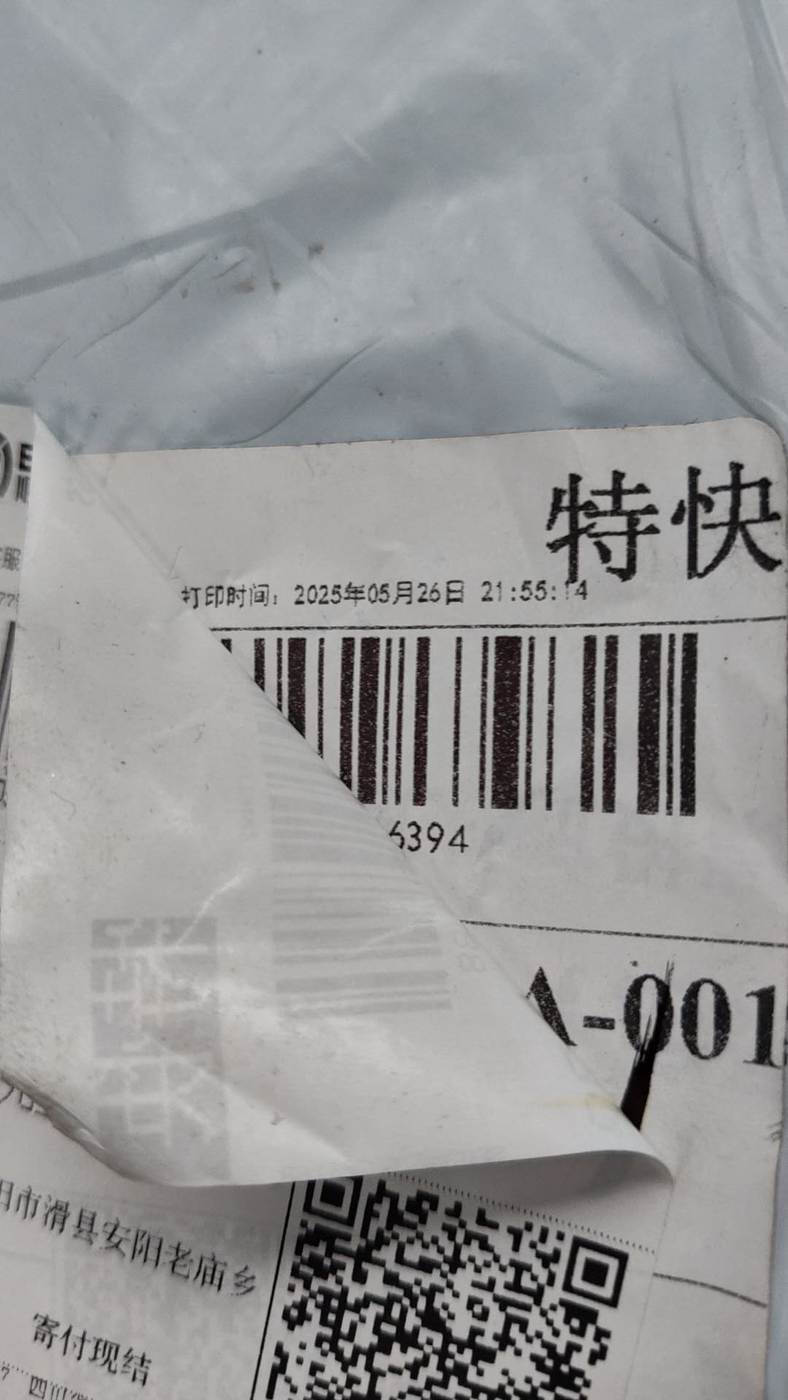 特快
打印时间：2025年05月26日 21:55:14
6394
A-001
阳市滑县安阳老庙乡
寄付现结